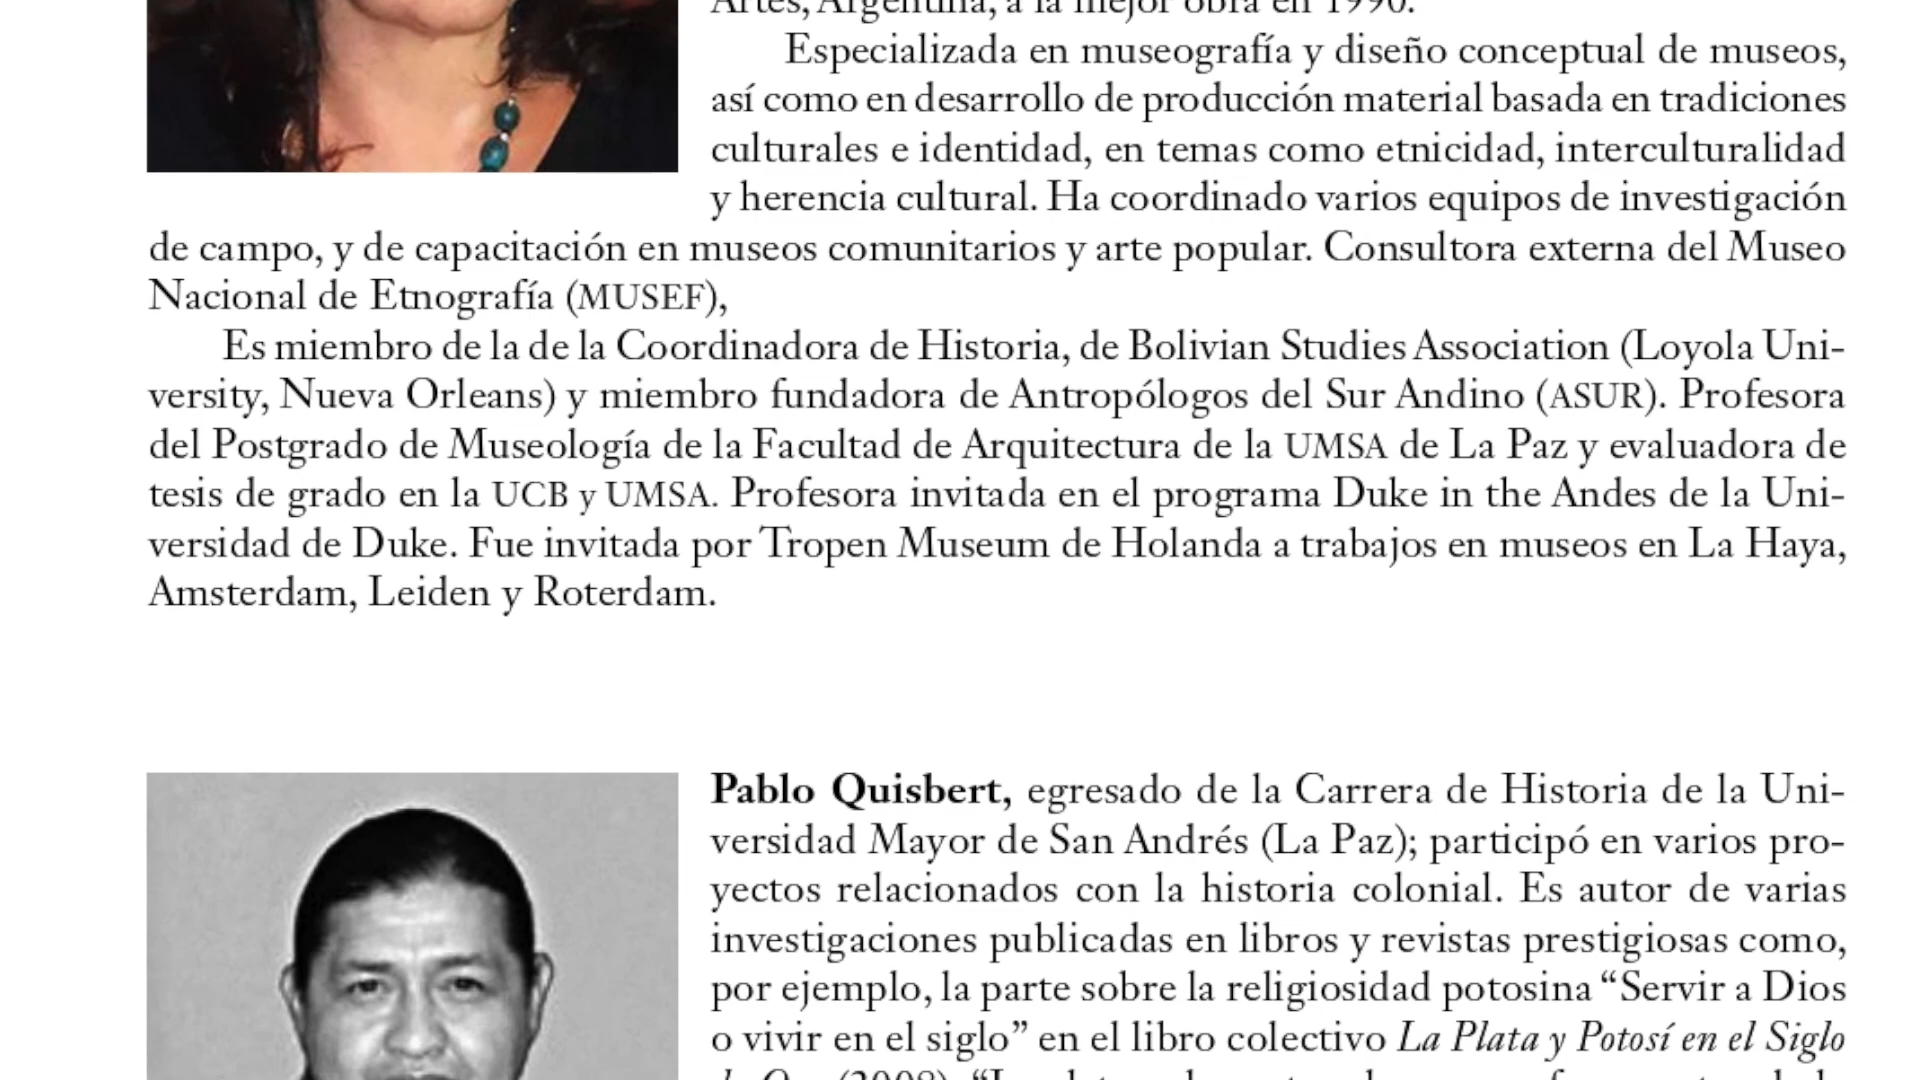 Artes, Argentina, a la mejor obra en 1990.
Especializada en museografía y diseño conceptual de museos,
así como en desarrollo de producción material basada en tradiciones
culturales e identidad, en temas como etnicidad, interculturalidad
y herencia cultural. Ha coordinado varios equipos de investigación
de campo, y de capacitación en museos comunitarios y arte popular. Consultora externa del Museo
Nacional de Etnografía (MUSEF),
Es miembro de la de la Coordinadora de Historia, de Bolivian Studies Association (Loyola Uni-
versity, Nueva Orleans) y miembro fundadora de Antropólogos del Sur Andino (ASUR). Profesora
del Postgrado de Museología de la Facultad de Arquitectura de la UMSA de La Paz y evaluadora de
tesis de grado en la UCB y UMSA. Profesora invitada en el programa Duke in the Andes de la Uni-
versidad de Duke. Fue invitada por Tropen Museum de Holanda a trabajos en museos en La Haya,
Amsterdam, Leiden y Roterdam.
Pablo Quisbert, egresado de la Carrera de Historia de la Uni-
versidad Mayor de San Andrés (La Paz); participó en varios pro-
yectos relacionados con la historia colonial. Es autor de varias
investigaciones publicadas en libros y revistas prestigiosas como,
por ejemplo, la parte sobre la religiosidad potosina “Servir a Dios
o vivir en el siglo” en el libro colectivo La Plata y Potosí en el Siglo
(2008)